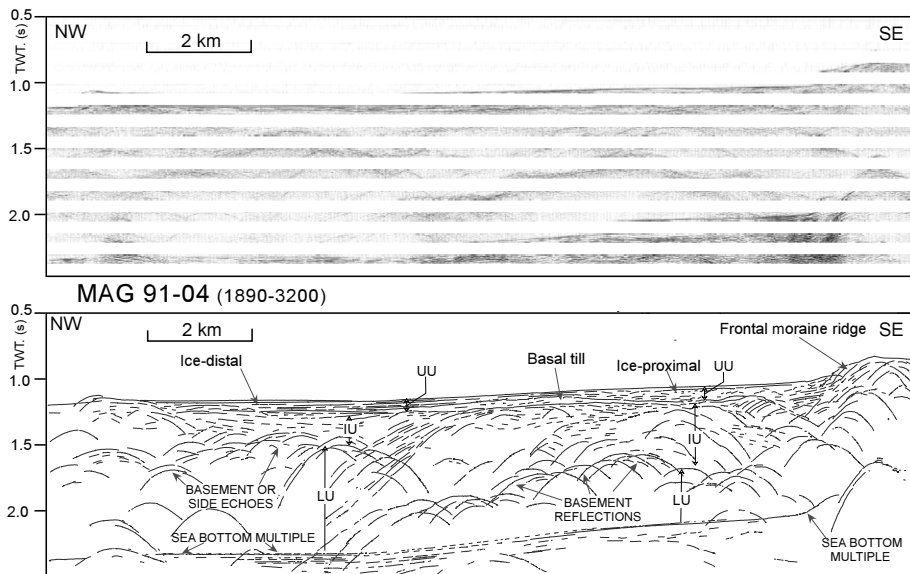 0.5
NW
SE
2 km
TWT. (s)
1.0
1.5
2.0
MAG 91-04 (1890-3200)
0.5
NW
SE
2 km
TWT. (s)
Frontal moraine ridge
Ice-distal
UU
Basal till
Ice-proximal
UU
1.0
IU
IU
1.5
BASEMENT OR
SIDE ECHOES
LU
BASEMENT
REFLECTIONS
LU
2.0
SEA BOTTOM MULTIPLE
SEA BOTTOM
MULTIPLE